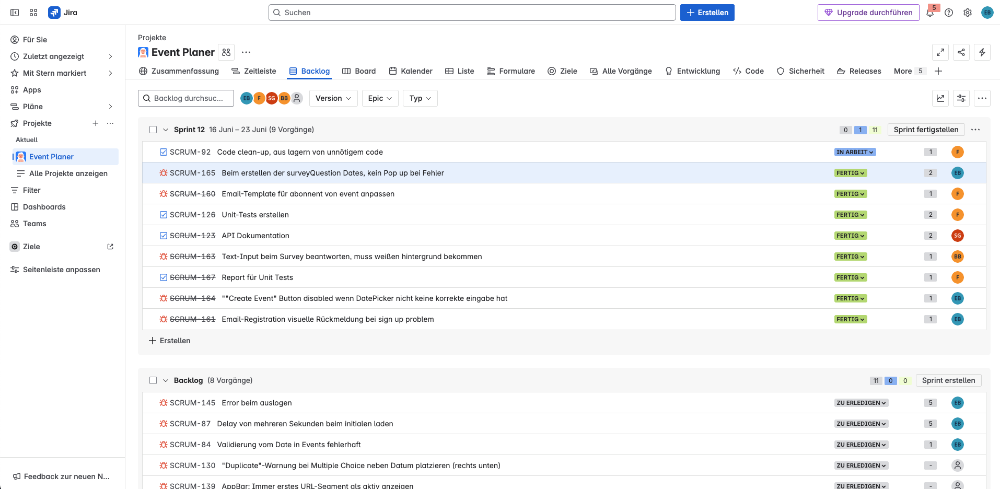 Jira
Suchen
Erstellen
Upgrade durchführen
5
EB
Für Sie
Zuletzt angezeigt
Mit Stern markiert
Apps
Pläne
Projekte
Aktuell
Event Planer
Alle Projekte anzeigen
Filter
Dashboards
Teams
Ziele
Seitenleiste anpassen
Feedback zur neuen N...
Projekte
Event Planer
Zusammenfassung Zeitleiste Backlog Board Kalender Liste Formulare Ziele Alle Vorgänge Entwicklung Code Sicherheit Releases More 5
Backlog durchsuc... EB F SG BB Version Epic Typ
Sprint 12 16 Juni – 23 Juni (9 Vorgänge) 0 1 11 Sprint fertigstellen
SCRUM-92 Code clean-up, aus lagern von unnötigem code IN ARBEIT 1 F
SCRUM-165 Beim erstellen der surveyQuestion Dates, kein Pop up bei Fehler FERTIG 2 EB
SCRUM-160 Email-Template für abonnent von event anpassen FERTIG 1 F
SCRUM-126 Unit-Tests erstellen FERTIG 2 F
SCRUM-123 API Dokumentation FERTIG 2 SG
SCRUM-163 Text-Input beim Survey beantworten, muss weißen hintergrund bekommen FERTIG 1 BB
SCRUM-167 Report für Unit Tests FERTIG 1 F
SCRUM-164 ""Create Event" Button disabled wenn DatePicker nicht keine korrekte eingabe hat FERTIG 1 EB
SCRUM-161 Email-Registration visuelle Rückmeldung bei sign up problem FERTIG 1 EB
Erstellen
Backlog (8 Vorgänge) 11 0 0 Sprint erstellen
SCRUM-145 Error beim auslogen ZU ERLEDIGEN 5 EB
SCRUM-87 Delay von mehreren Sekunden beim initialen laden ZU ERLEDIGEN 5 EB
SCRUM-84 Validierung vom Date in Events fehlerhaft ZU ERLEDIGEN 1 EB
SCRUM-130 "Duplicate"-Warnung bei Multiple Choice neben Datum platzieren (rechts unten) ZU ERLEDIGEN -
SCRUM-139 AppBar: Immer erstes URL-Segment als aktiv anzeigen ZU ERLEDIGEN -